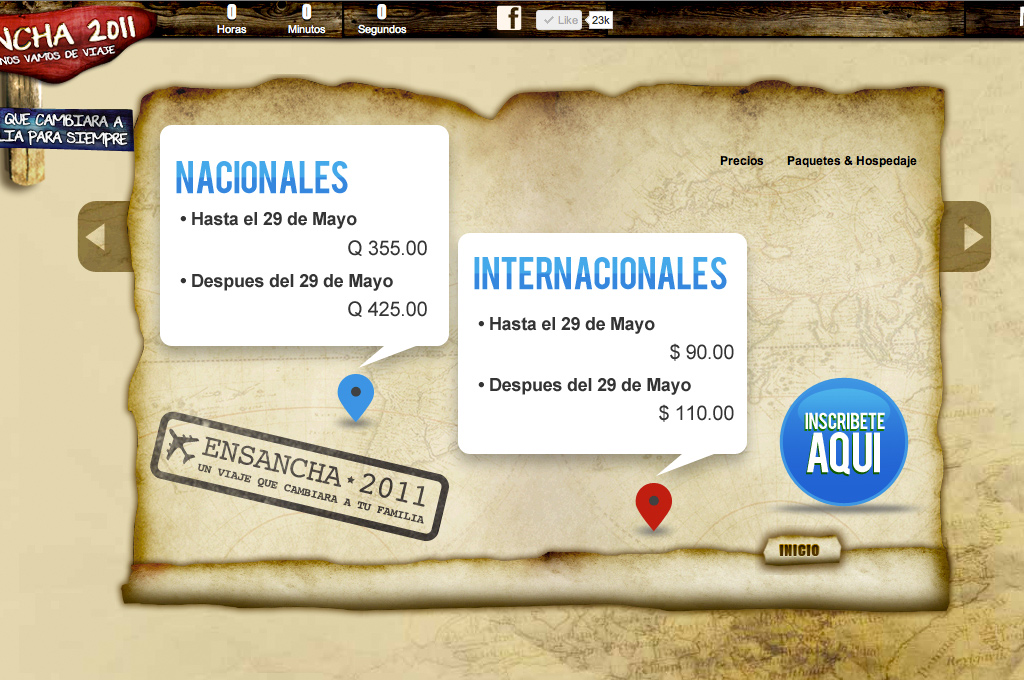 NCHA 2011
NOS VAMOS DE VIAJE
QUE CAMBIARA A
LIA PARA SIEMPRE
0 0 0
Horas Minutos Segundos
f Like 23k
Precios Paquetes & Hospedaje
NACIONALES
• Hasta el 29 de Mayo
Q 355.00
• Despues del 29 de Mayo
Q 425.00
INTERNACIONALES
• Hasta el 29 de Mayo
$ 90.00
• Despues del 29 de Mayo
$ 110.00
ENSANCHA ★ 2011
UN VIAJE QUE CAMBIARA A TU FAMILIA
INSCRIBETE
AQUI
INICIO
Reykjavik